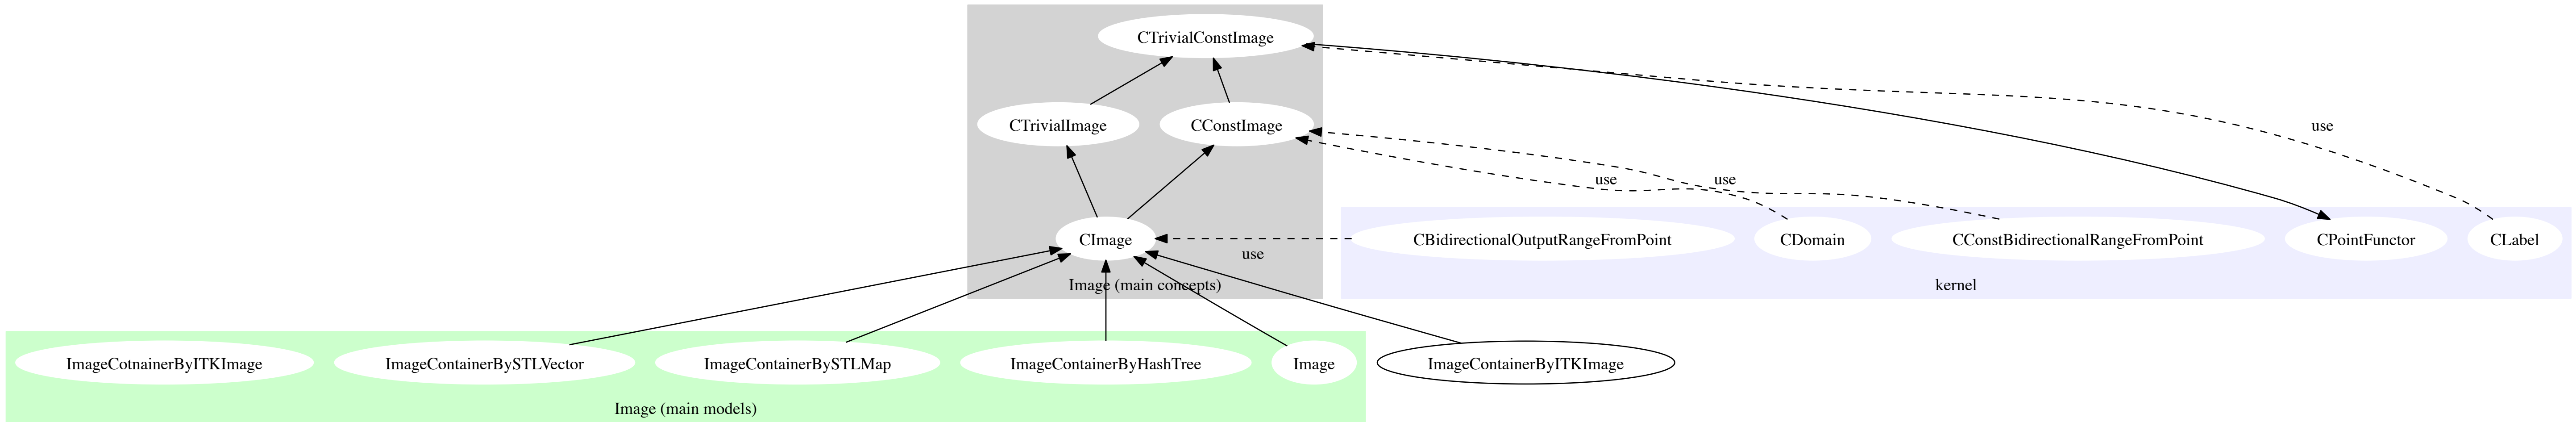 CTrivialConstImage
CTrivialImage
CConstImage
use
use
use
CImage
CBidirectionalOutputRangeFromPoint
CDomain
CConstBidirectionalRangeFromPoint
CPointFunctor
CLabel
use
Image (main concepts)
kernel
ImageCotnainerByITKImage
ImageContainerBySTLVector
ImageContainerBySTLMap
ImageContainerByHashTree
Image
ImageContainerByITKImage
Image (main models)